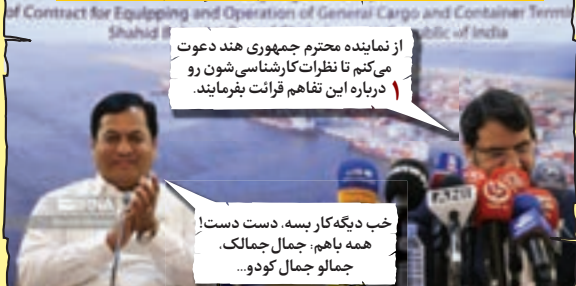 of Contract for Equipping and Operation of General Cargo and Container Termi
Shahid B
public of India
از نماینده محترم جمهوری هند دعوت
می‌کنم تا نظرات کارشناسی‌شون رو
۱ درباره این تفاهم قرائت بفرمایند.
خب دیگه کار بسه. دست دست!
همه باهم: جمال جمالک،
جمالو جمال کودو...